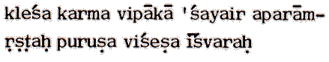 kleśa karma vipākā 'śayair aparām-
ṛṣṭaḥ puruṣa viśeṣa īśvaraḥ